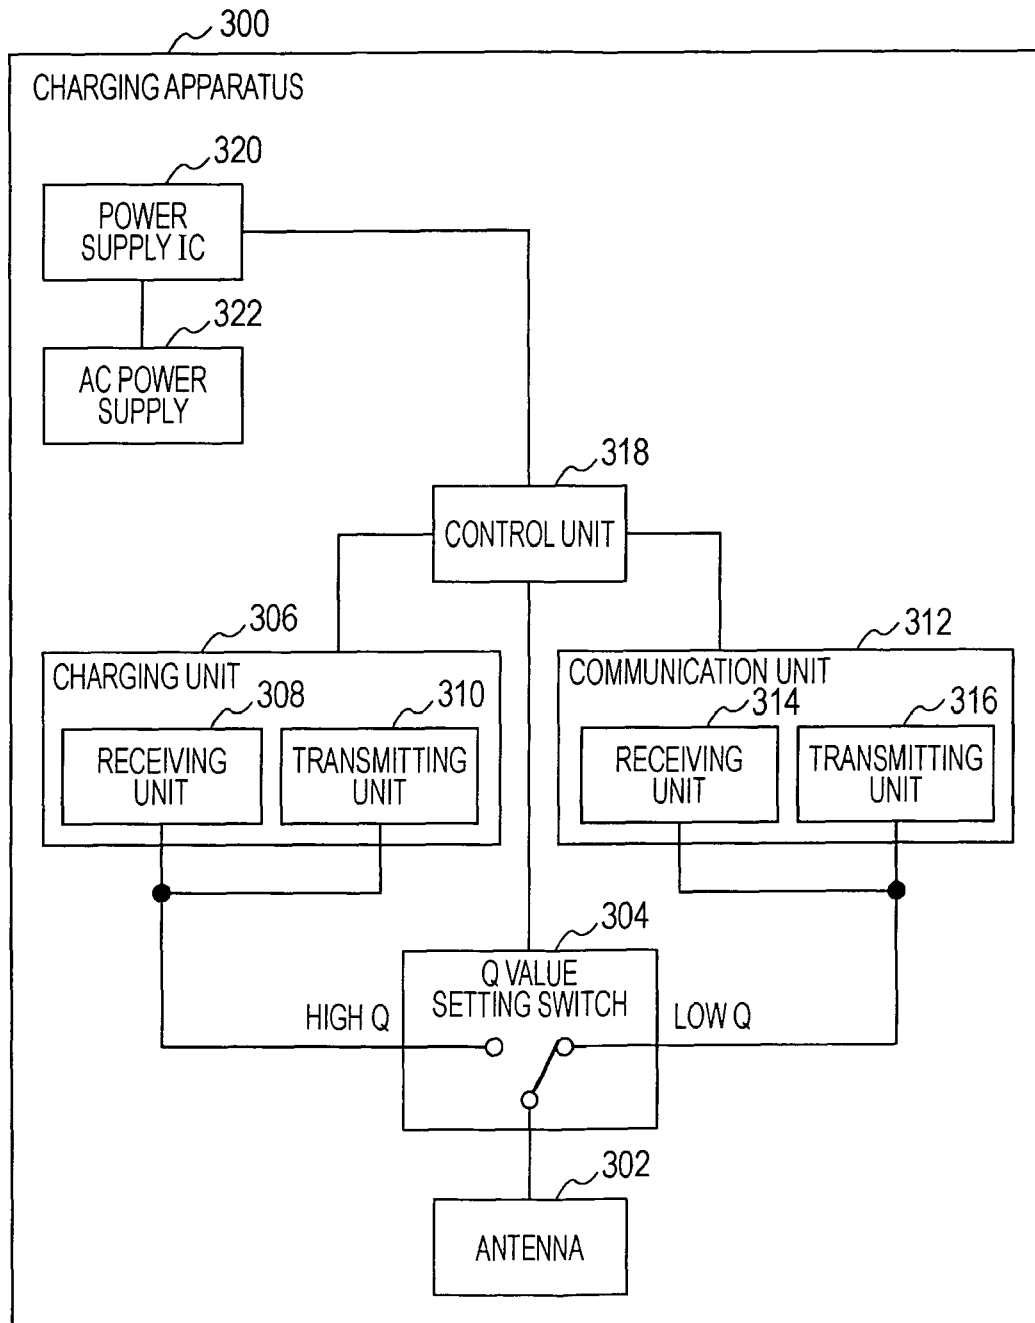 300
CHARGING APPARATUS
320
POWER
SUPPLY IC
322
AC POWER
SUPPLY
318
CONTROL UNIT
306
CHARGING UNIT
308
RECEIVING
UNIT
310
TRANSMITTING
UNIT
312
COMMUNICATION UNIT
314
RECEIVING
UNIT
316
TRANSMITTING
UNIT
304
Q VALUE
SETTING SWITCH
HIGH Q
LOW Q
302
ANTENNA